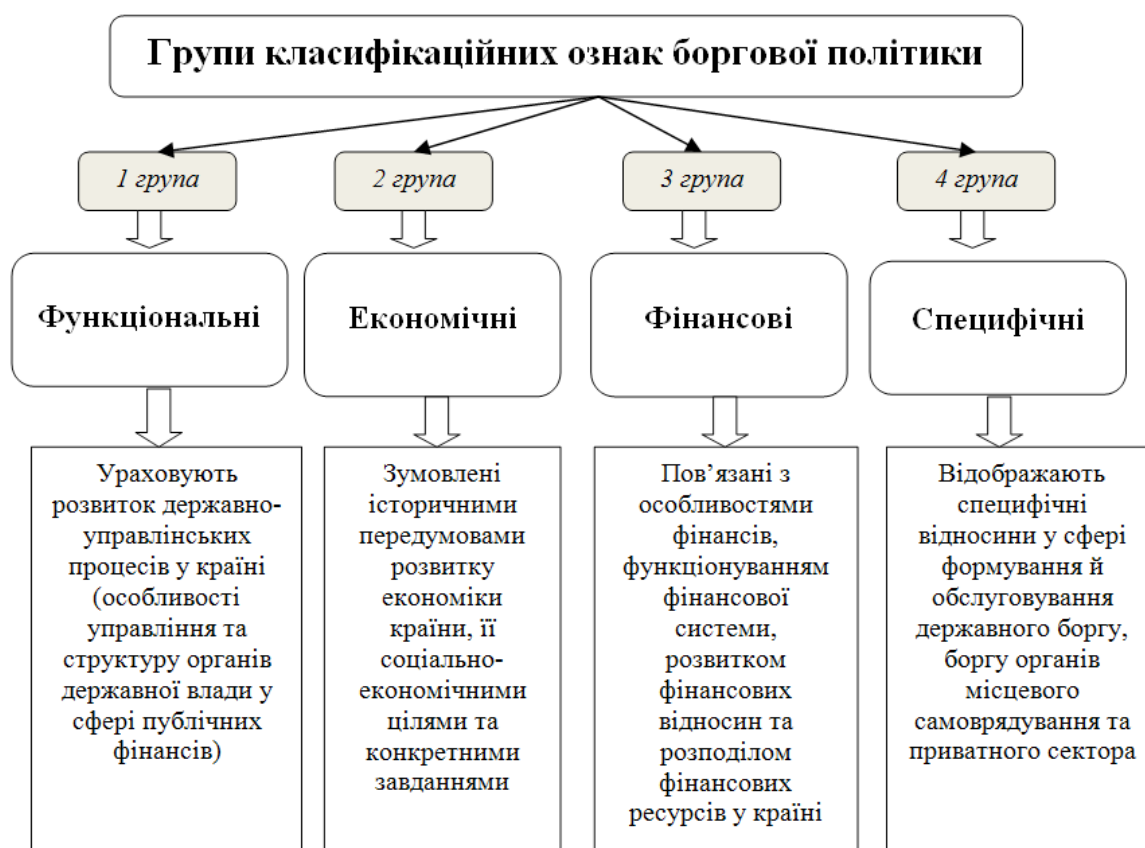 Групи класифікаційних ознак боргової політики
1 група
2 група
3 група
4 група
Функціональні
Економічні
Фінансові
Специфічні
Ураховують
розвиток державно-
управлінських
процесів у країні
(особливості
управління та
структуру органів
державної влади у
сфері публічних
фінансів)
Зумовлені
історичними
передумовами
розвитку
економіки
країни, її
соціально-
економічними
цілями та
конкретними
завданнями
Пов’язані з
особливостями
фінансів,
функціонуванням
фінансової
системи,
розвитком
фінансових
відносин та
розподілом
фінансових
ресурсів у країні
Відображають
специфічні
відносини у сфері
формування й
обслуговування
державного боргу,
боргу органів
місцевого
самоврядування та
приватного сектора